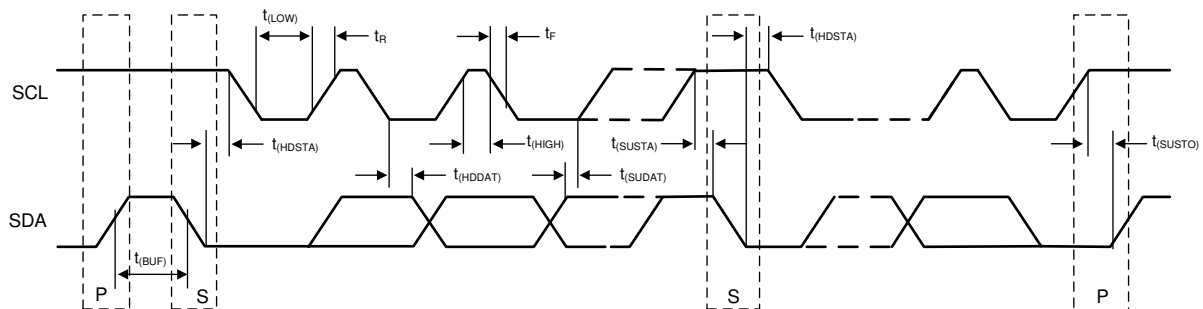 t(LOW)
tR
tF
t(HDSTA)
SCL
t(HDSTA)
t(HIGH)
t(SUSTA)
t(SUSTO)
t(HDDAT)
t(SUDAT)
SDA
t(BUF)
P
S
S
P